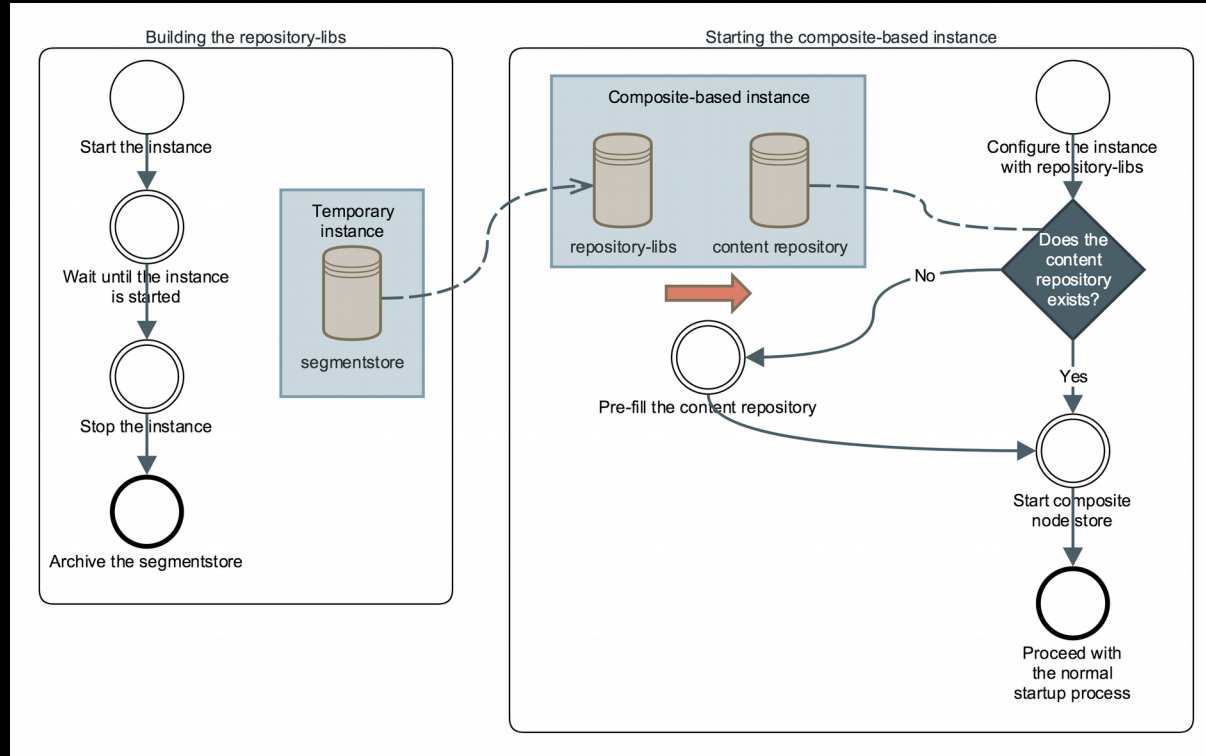 Building the repository-libs
Start the instance
Wait until the instance
is started
Stop the instance
Archive the segmentstore
Temporary
instance
segmentstore
Starting the composite-based instance
Composite-based instance
repository-libs
content repository
Configure the instance
with repository-libs
Does the
content
repository
exists?
No
Yes
Pre-fill the content repository
Start composite
node store
Proceed with
the normal
startup process